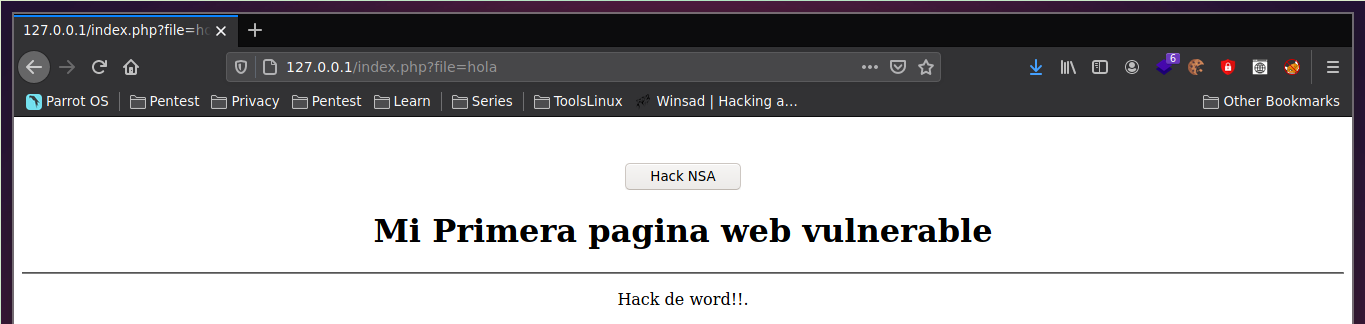 127.0.0.1/index.php?file=ho
127.0.0.1/index.php?file=hola
6
Parrot OS Pentest Privacy Pentest Learn Series ToolsLinux Winsad | Hacking a... Other Bookmarks
Hack NSA
Mi Primera pagina web vulnerable
Hack de word!!.